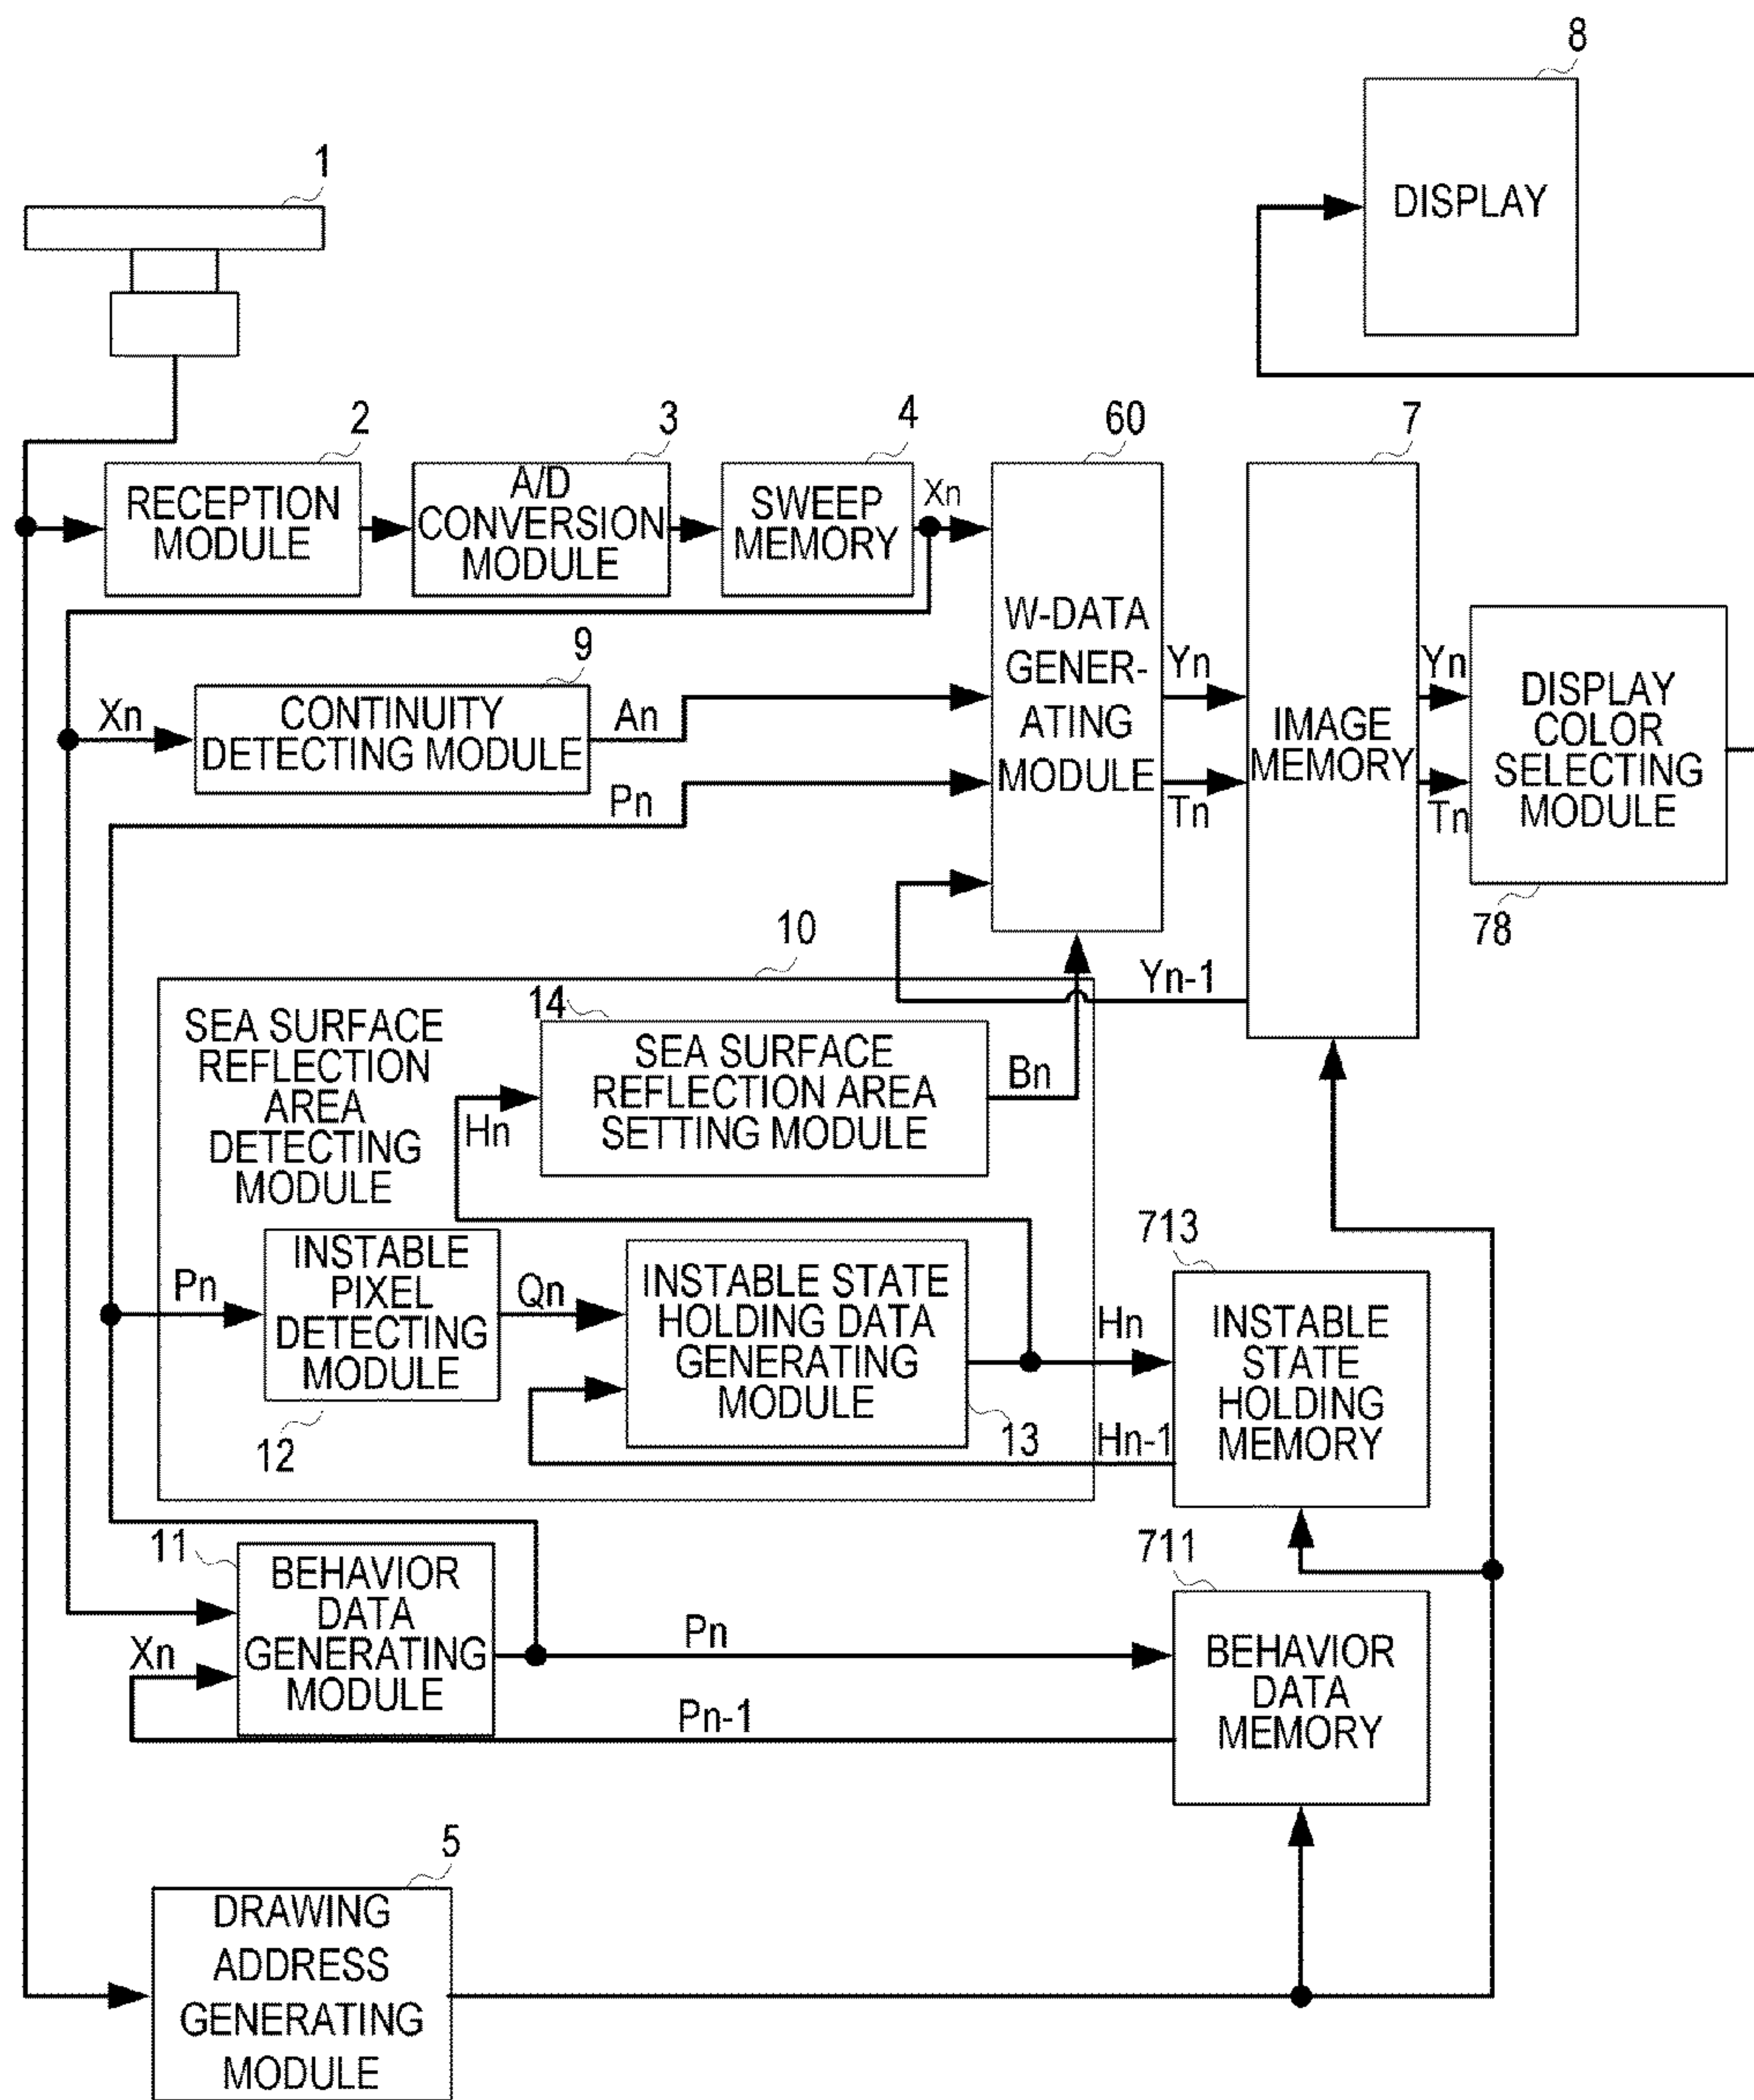 8
DISPLAY
1
2
RECEPTION
MODULE
3
A/D
CONVERSION
MODULE
4
SWEEP
MEMORY
Xn
60
W-DATA
GENER-
ATING
MODULE
7
IMAGE
MEMORY
Yn
Tn
Yn
Tn
DISPLAY
COLOR
SELECTING
MODULE
78
Xn
9
CONTINUITY
DETECTING MODULE
An
Pn
Yn-1
10
SEA SURFACE
REFLECTION
AREA
DETECTING
MODULE
14
SEA SURFACE
REFLECTION AREA
SETTING MODULE
Hn
Bn
Pn
INSTABLE
PIXEL
DETECTING
MODULE
12
Qn
INSTABLE STATE
HOLDING DATA
GENERATING
MODULE
13
Hn
Hn-1
713
INSTABLE
STATE
HOLDING
MEMORY
11
BEHAVIOR
DATA
GENERATING
MODULE
Xn
Pn
Pn-1
711
BEHAVIOR
DATA
MEMORY
5
DRAWING
ADDRESS
GENERATING
MODULE